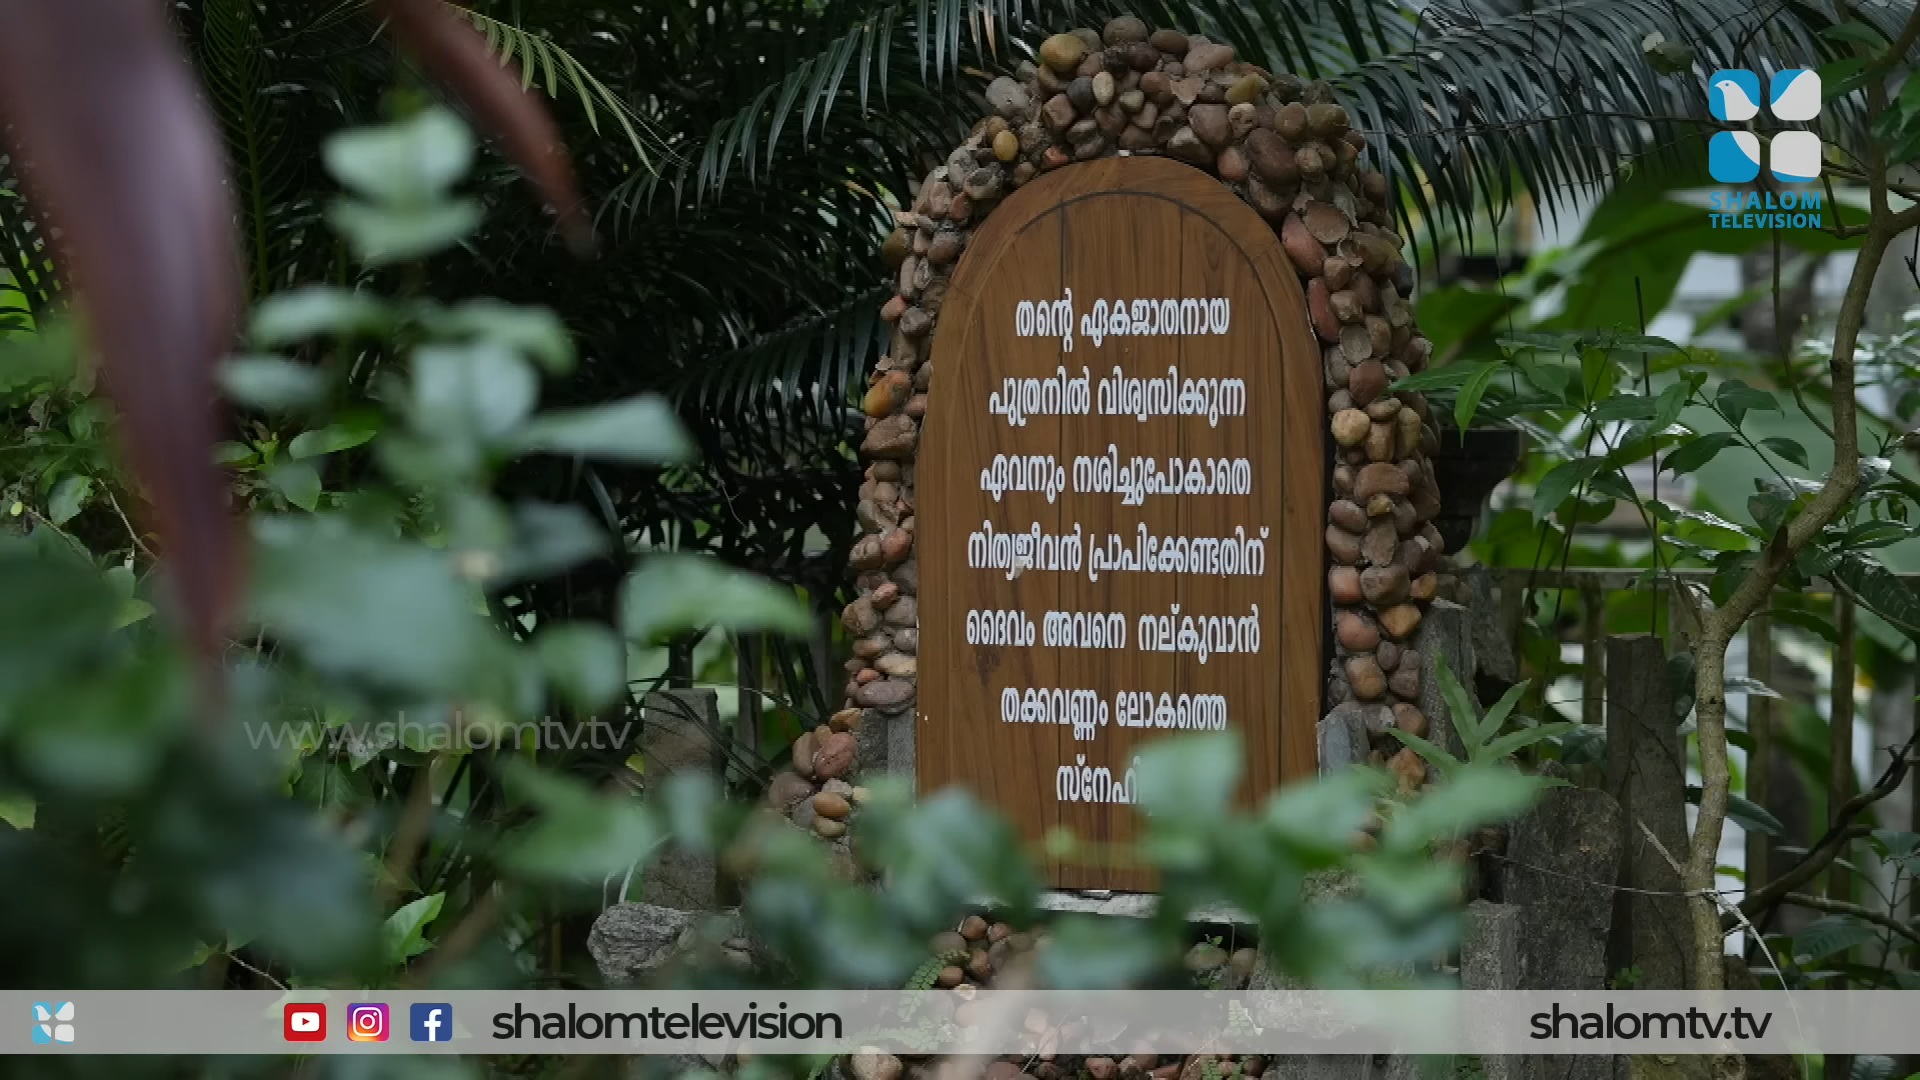 SHALOM
TELEVISION
തന്റെ ഏകജാതനായ
പുത്രനിൽ വിശ്വസിക്കുന്ന
ഏവനും നശിച്ചുപോകാതെ
നിത്യജീവൻ പ്രാപിക്കേണ്ടതിന്
ദൈവം അവനെ നല്കുവാൻ
തക്കവണ്ണം ലോകത്തെ
www.shalomtv.tv
shalomtelevision
shalomtv.tv